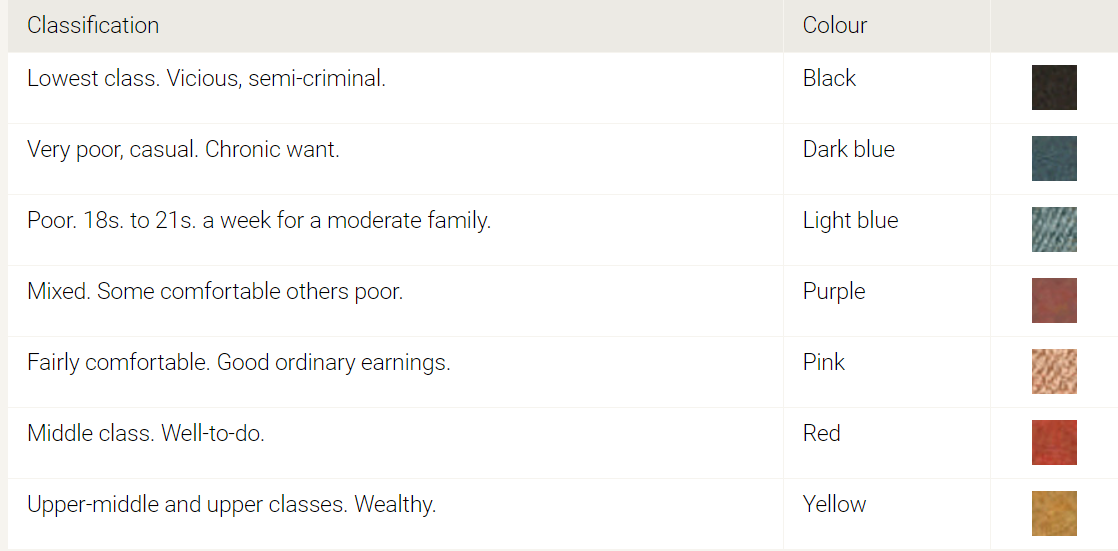 Classification Colour
Lowest class. Vicious, semi-criminal. Black
Very poor, casual. Chronic want. Dark blue
Poor. 18s. to 21s. a week for a moderate family. Light blue
Mixed. Some comfortable others poor. Purple
Fairly comfortable. Good ordinary earnings. Pink
Middle class. Well-to-do. Red
Upper-middle and upper classes. Wealthy. Yellow